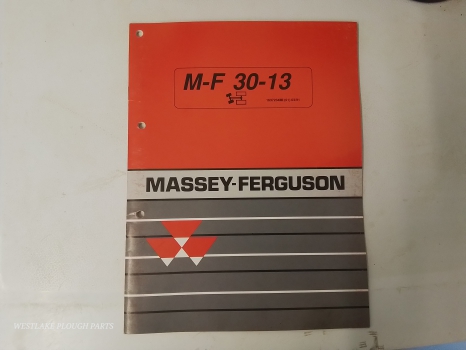 M-F 30-13
MASSEY-FERGUSON
WESTLAKE PLOUGH PARTS